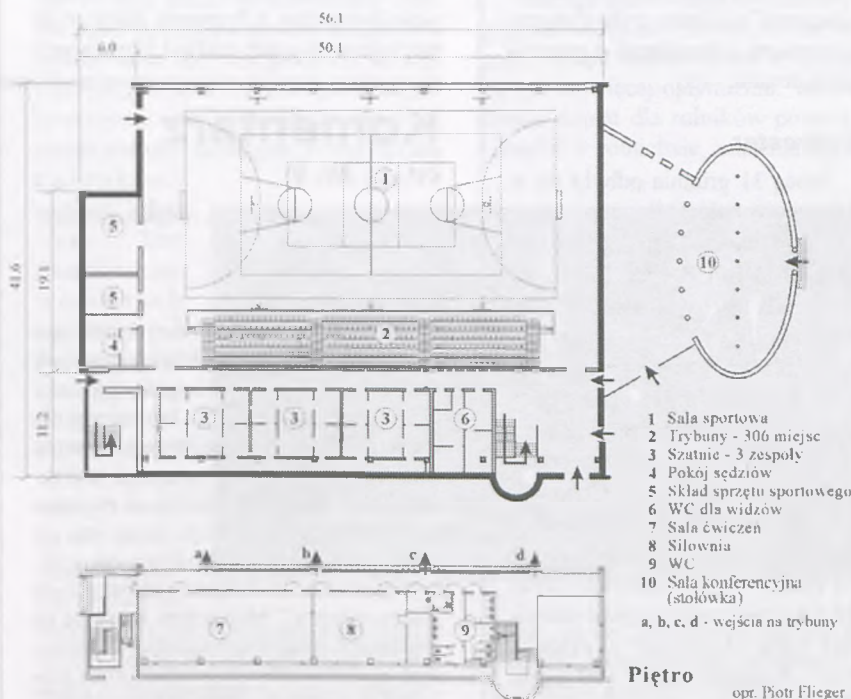 56.1
6.0
50.1
41.6
19.1
11.2
1
2
3
3
3
4
5
5
6
10
1 Sala sportowa
2 Trybuny - 306 miejsc
3 Szatnie - 3 zespoły
4 Pokój sędziów
5 Skład sprzętu sportowego
6 WC dla widzów
7 Sala ćwiczeń
8 Siłownia
9 WC
10 Sala konferencyjna
(stołówka)
a, b, c, d - wejścia na trybuny
a
b
c
d
7
8
9
Piętro
opr. Piotr Flieger